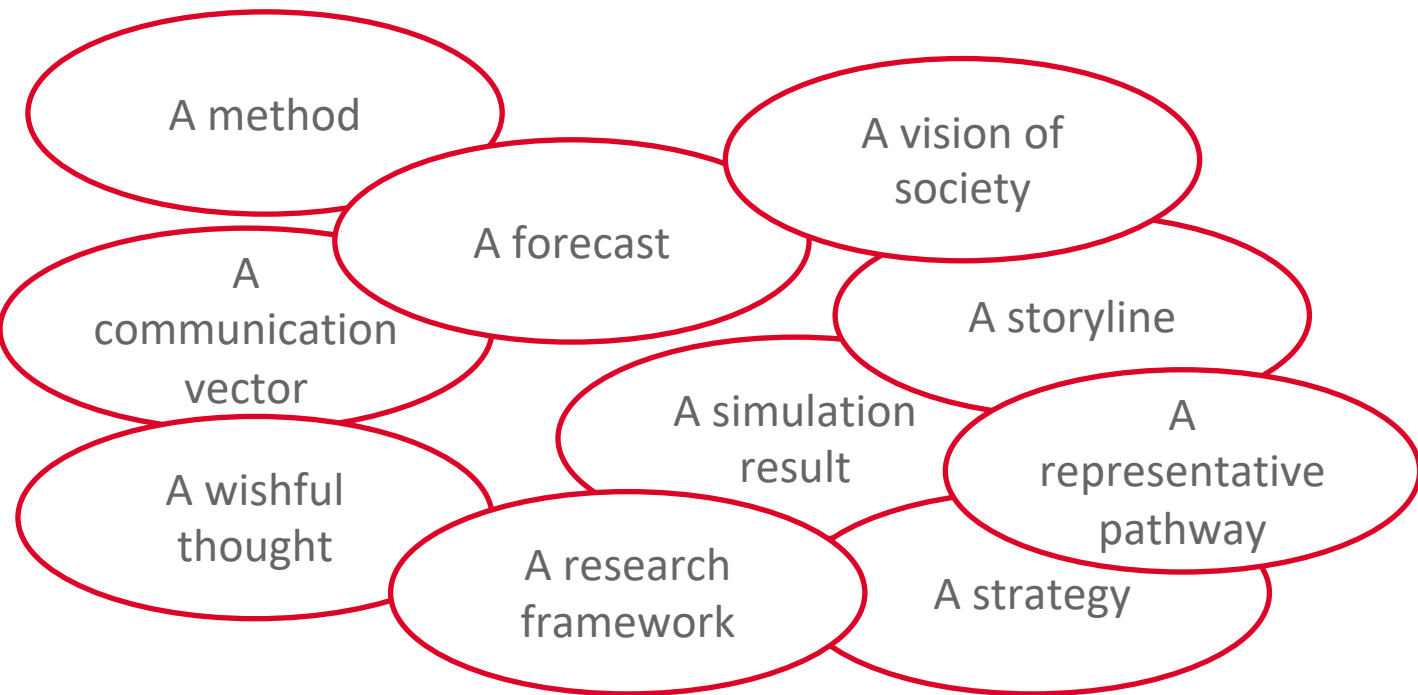 A method
A vision of
society
A forecast
A
communication
vector
A storyline
A simulation
result
A
representative
pathway
A wishful
thought
A research
framework
A strategy